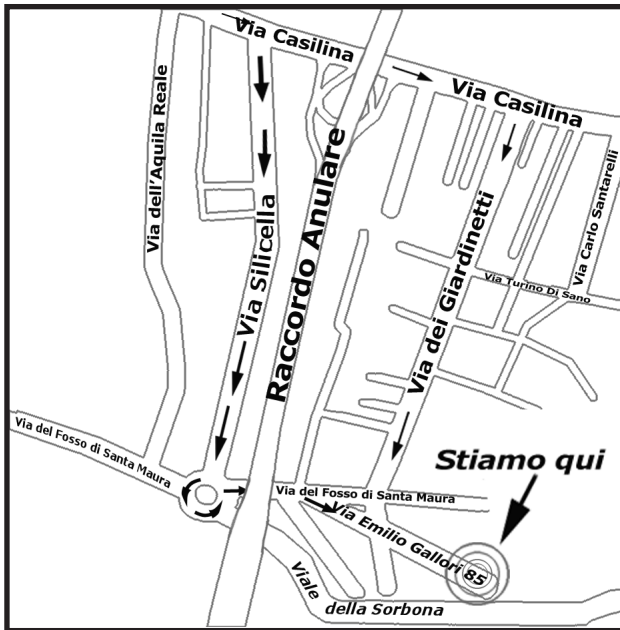 Via Casilina
Via Casilina
Via dell'Aquila Reale
Via Silicella
Raccordo Anulare
Via dei Giardinetti
Via Carlo Santarelli
Via Turino Di Sano
Via del Fosso di Santa Maura
Stiamo qui
Via del Fosso di Santa Maura
Via Emilio Gallori 85
Viale
della Sorbona